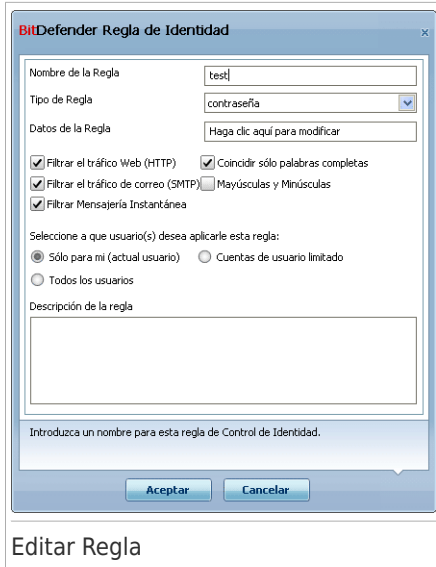 BitDefender Regla de Identidad
Nombre de la Regla
test
Tipo de Regla
contraseña
Datos de la Regla
Haga clic aquí para modificar
Filtrar el tráfico Web (HTTP)
Coincidir sólo palabras completas
Filtrar el tráfico de correo (SMTP)
Mayúsculas y Minúsculas
Filtrar Mensajería Instantánea
Seleccione a que usuario(s) desea aplicarle esta regla:
Sólo para mi (actual usuario)
Cuentas de usuario limitado
Todos los usuarios
Descripción de la regla
Introduzca un nombre para esta regla de Control de Identidad.
Aceptar
Cancelar
Editar Regla